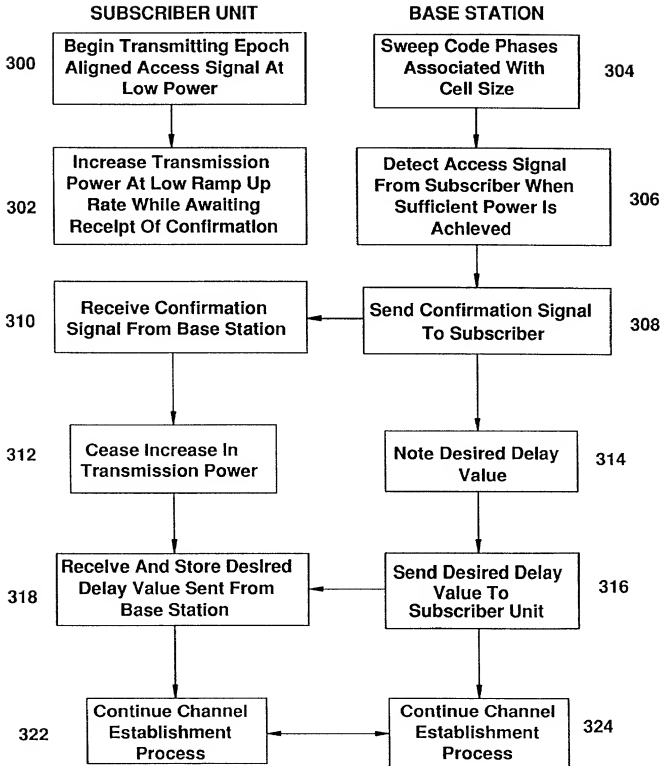 SUBSCRIBER UNIT
BASE STATION
300
Begin Transmitting Epoch
Aligned Access Signal At
Low Power
Sweep Code Phases
Associated With
Cell Size
304
302
Increase Transmission
Power At Low Ramp Up
Rate While Awaiting
Receipt Of Confirmation
Detect Access Signal
From Subscriber When
Sufficient Power Is
Achieved
306
310
Receive Confirmation
Signal From Base Station
Send Confirmation Signal
To Subscriber
308
312
Cease Increase In
Transmission Power
Note Desired Delay
Value
314
318
Receive And Store Desired
Delay Value Sent From
Base Station
Send Desired Delay
Value To
Subscriber Unit
316
322
Continue Channel
Establishment
Process
Continue Channel
Establishment
Process
324